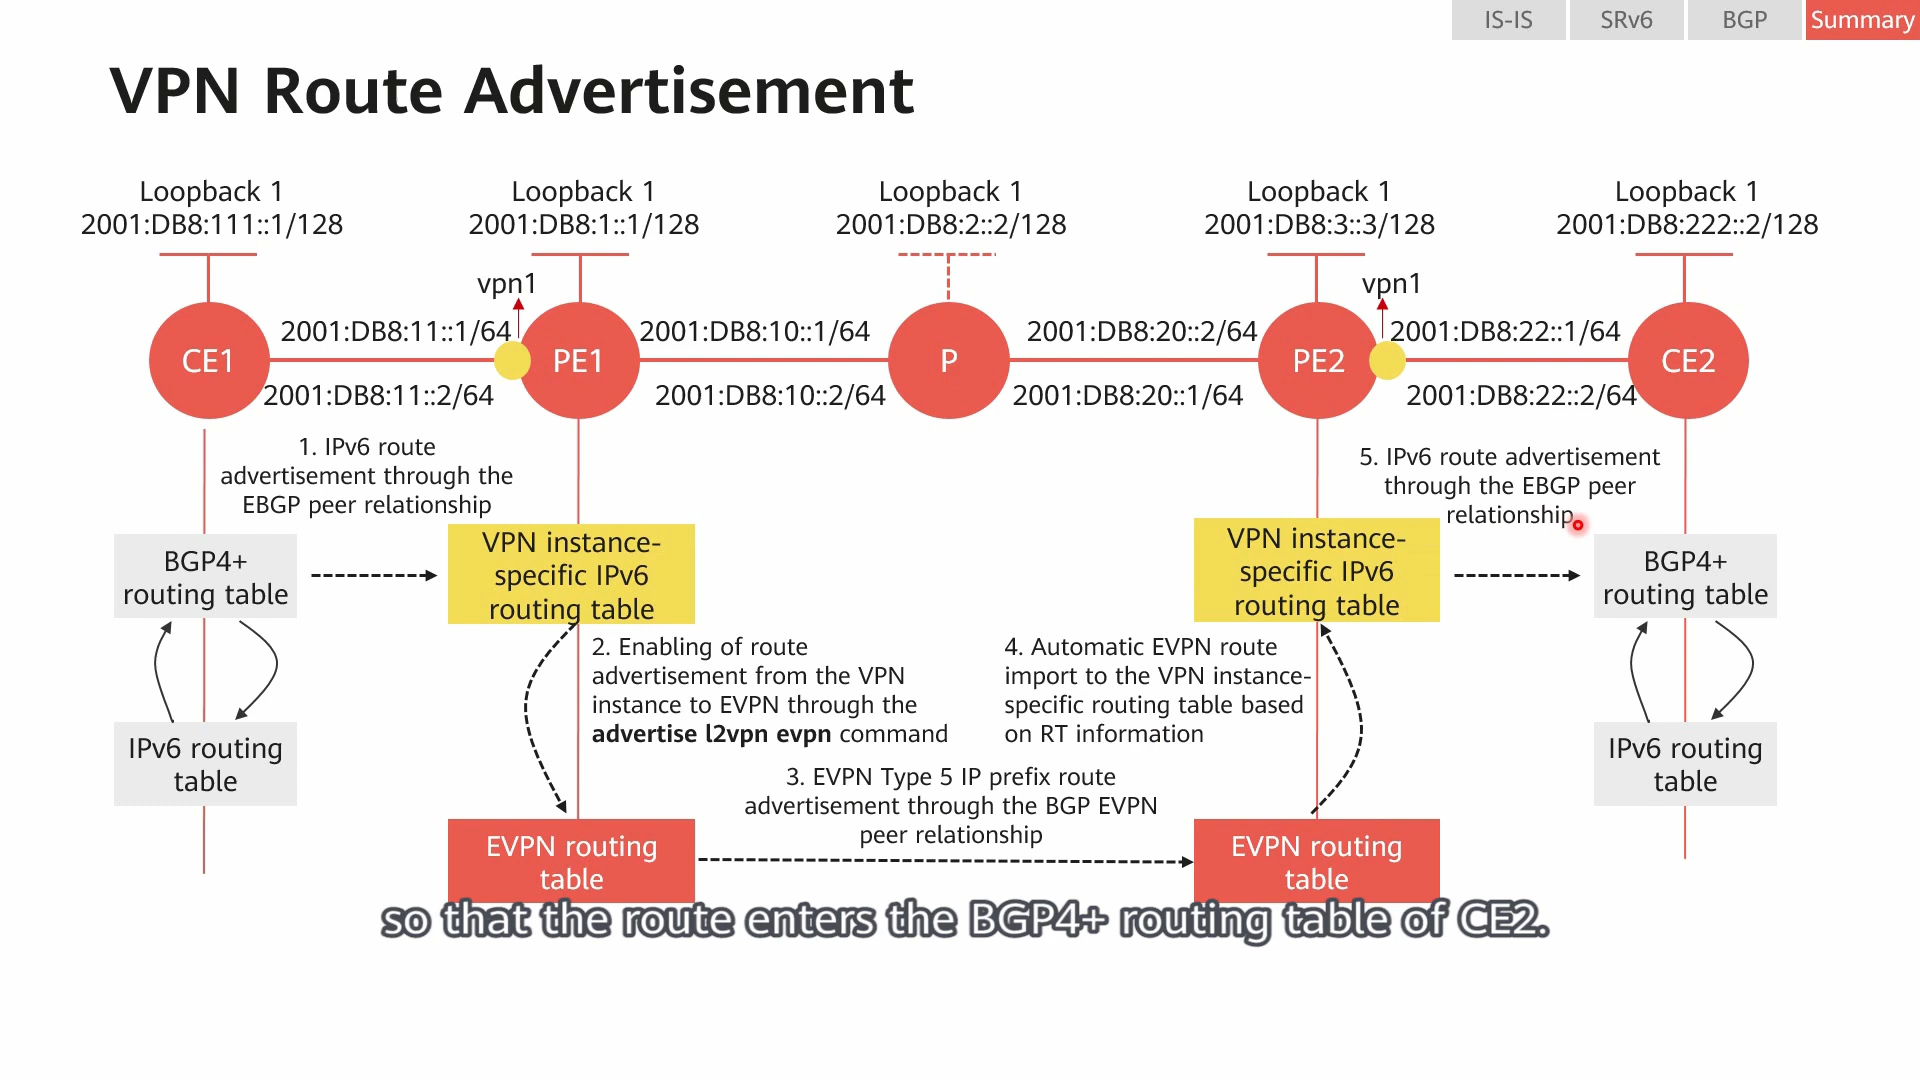 IS-IS
SRv6
BGP
Summary
VPN Route Advertisement
Loopback 1
2001:DB8:111::1/128
Loopback 1
2001:DB8:1::1/128
Loopback 1
2001:DB8:2::2/128
Loopback 1
2001:DB8:3::3/128
Loopback 1
2001:DB8:222::2/128
vpn1
vpn1
2001:DB8:11::1/64
2001:DB8:10::1/64
2001:DB8:20::2/64
2001:DB8:22::1/64
CE1
PE1
P
PE2
CE2
2001:DB8:11::2/64
2001:DB8:10::2/64
2001:DB8:20::1/64
2001:DB8:22::2/64
1. IPv6 route
advertisement through the
EBGP peer relationship
5. IPv6 route advertisement
through the EBGP peer
relationship
BGP4+
routing table
VPN instance-
specific IPv6
routing table
VPN instance-
specific IPv6
routing table
BGP4+
routing table
2. Enabling of route
advertisement from the VPN
instance to EVPN through the
advertise l2vpn evpn command
4. Automatic EVPN route
import to the VPN instance-
specific routing table based
on RT information
IPv6 routing
table
IPv6 routing
table
3. EVPN Type 5 IP prefix route
advertisement through the BGP EVPN
peer relationship
EVPN routing
table
EVPN routing
table
so that the route enters the BGP4+ routing table of CE2.